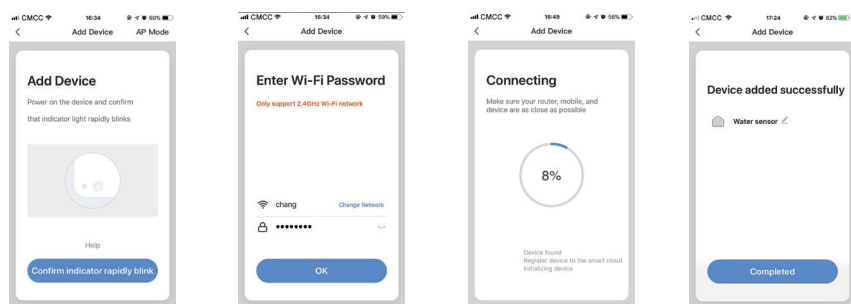 CMCC 16:34 60%
Add Device AP Mode
Add Device
Power on the device and confirm
that indicator light rapidly blinks
Help
Confirm indicator rapidly blink
CMCC 16:34 59%
Add Device
Enter Wi-Fi Password
Only support 2.4GHz Wi-Fi network
chang Change Network
OK
CMCC 16:49 56%
Add Device
Connecting
Make sure your router, mobile, and
device are as close as possible
8%
Device found
Register device to the smart cloud
Initializing device
CMCC 17:24 82%
Add Device
Device added successfully
Water sensor
Completed